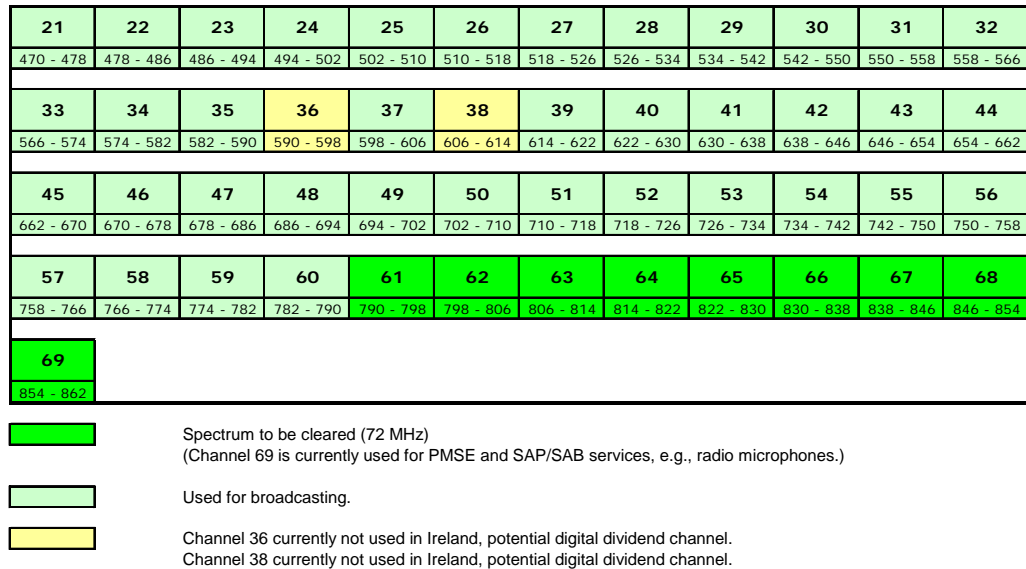 21 22 23 24 25 26 27 28 29 30 31 32
470 - 478 478 - 486 486 - 494 494 - 502 502 - 510 510 - 518 518 - 526 526 - 534 534 - 542 542 - 550 550 - 558 558 - 566
33 34 35 36 37 38 39 40 41 42 43 44
566 - 574 574 - 582 582 - 590 590 - 598 598 - 606 606 - 614 614 - 622 622 - 630 630 - 638 638 - 646 646 - 654 654 - 662
45 46 47 48 49 50 51 52 53 54 55 56
662 - 670 670 - 678 678 - 686 686 - 694 694 - 702 702 - 710 710 - 718 718 - 726 726 - 734 734 - 742 742 - 750 750 - 758
57 58 59 60 61 62 63 64 65 66 67 68
758 - 766 766 - 774 774 - 782 782 - 790 790 - 798 798 - 806 806 - 814 814 - 822 822 - 830 830 - 838 838 - 846 846 - 854
69
854 - 862
Spectrum to be cleared (72 MHz)
(Channel 69 is currently used for PMSE and SAP/SAB services, e.g., radio microphones.)
Used for broadcasting.
Channel 36 currently not used in Ireland, potential digital dividend channel.
Channel 38 currently not used in Ireland, potential digital dividend channel.